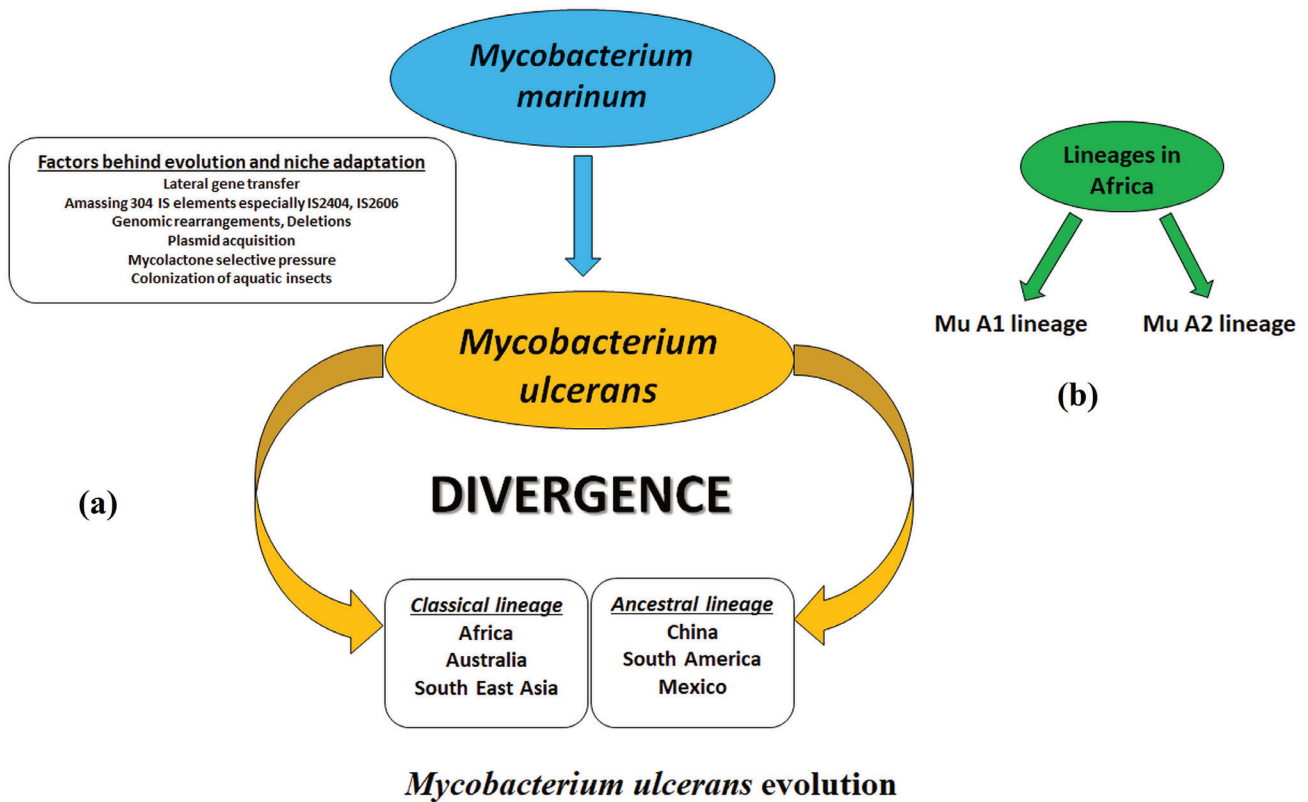 Mycobacterium
marinum
Factors behind evolution and niche adaptation
Lateral gene transfer
Amassing 304 IS elements especially IS2404, IS2606
Genomic rearrangements, Deletions
Plasmid acquisition
Mycolactone selective pressure
Colonization of aquatic insects
Mycobacterium
ulcerans
(a)
DIVERGENCE
Classical lineage
Africa
Australia
South East Asia
Ancestral lineage
China
South America
Mexico
Lineages in
Africa
Mu A1 lineage
Mu A2 lineage
(b)
Mycobacterium ulcerans evolution